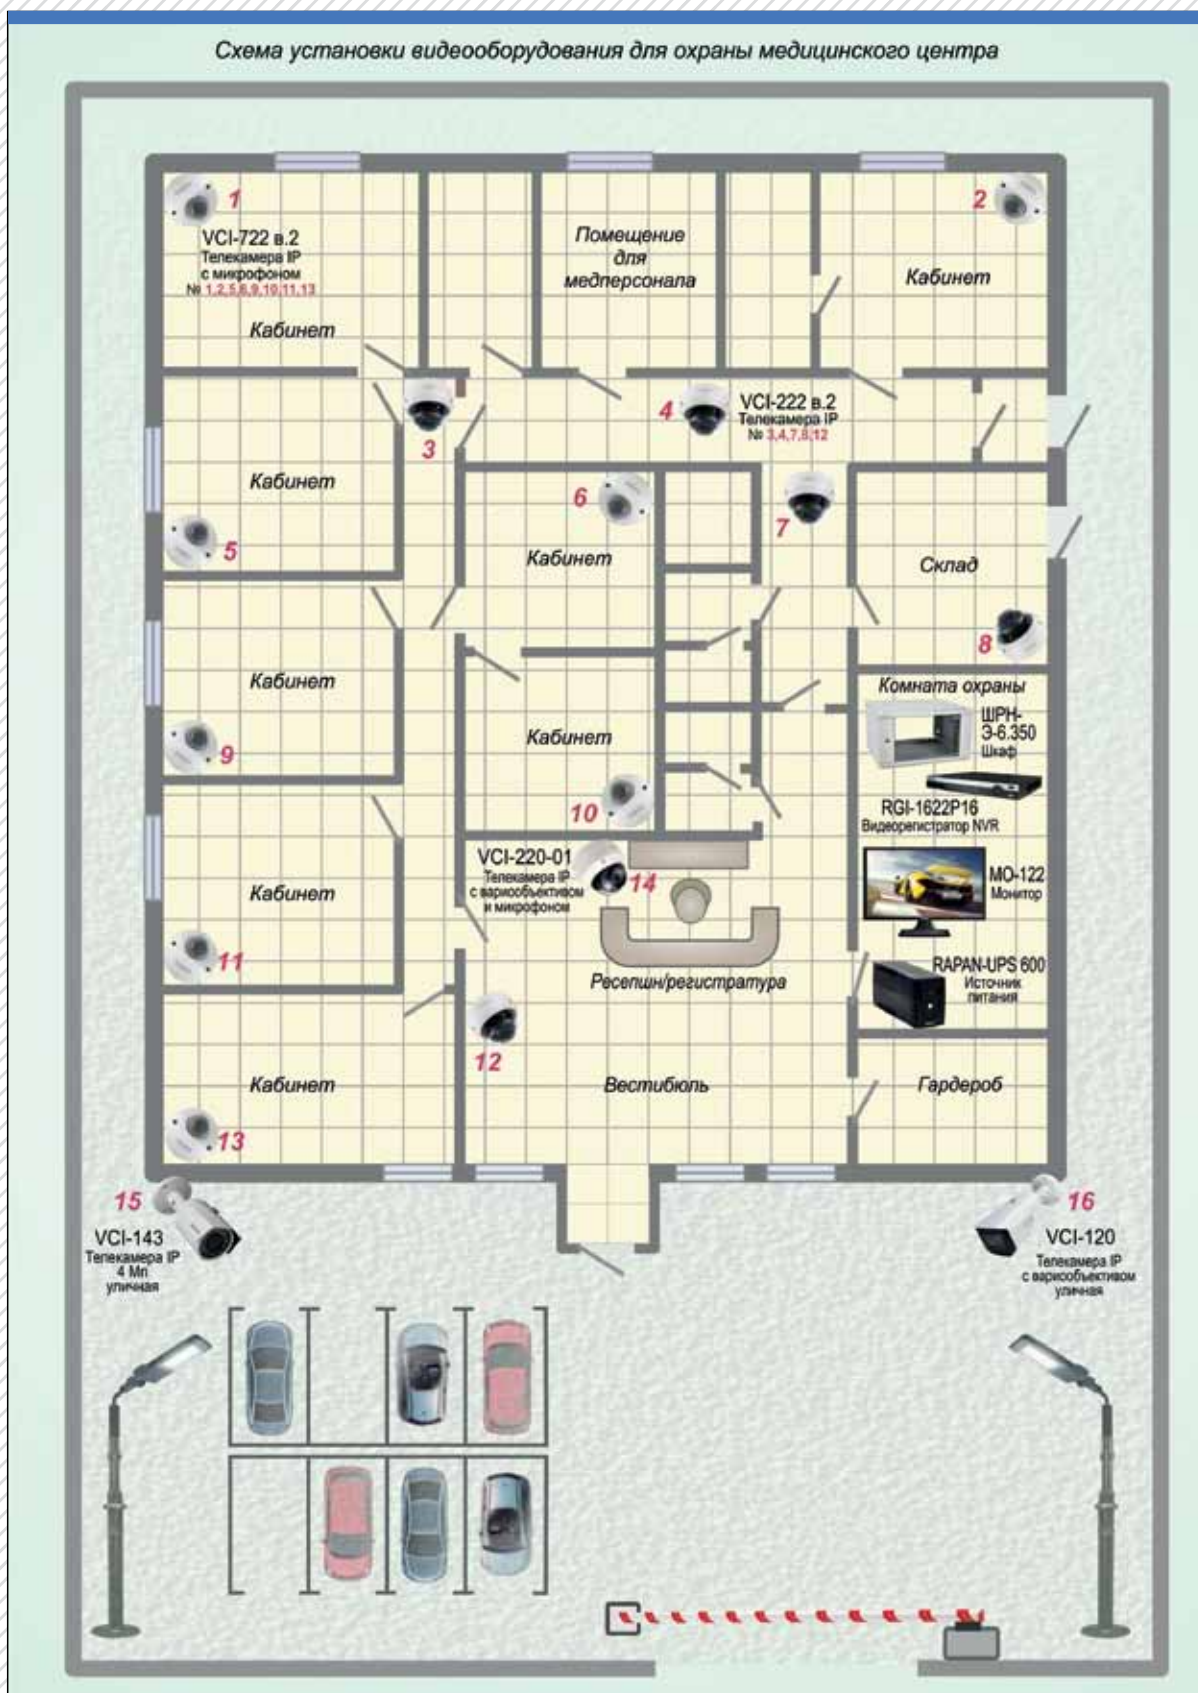 Схема установки видеооборудования для охраны медицинского центра
1
VCI-722 в.2
Телекамера IP
с микрофоном
№ 1,2,5,6,9,10,11,13
Кабинет
Помещение
для
медперсонала
2
Кабинет
3
4
VCI-222 в.2
Телекамера IP
№ 3,4,7,8,12
Кабинет
5
6
Кабинет
7
Склад
8
Кабинет
9
Кабинет
10
Комната охраны
ШРН-
Э-6.350
Шкаф
RGI-1622P16
Видеорегистратор NVR
МО-122
Монитор
RAPAN-UPS 600
Источник
питания
VCI-220-01
Телекамера IP
с вариообъективом
и микрофоном
14
Ресепшн/регистратура
Кабинет
11
12
Кабинет
13
Вестибюль
Гардероб
15
VCI-143
Телекамера IP
4 Мп
уличная
16
VCI-120
Телекамера IP
с вариообъективом
уличная